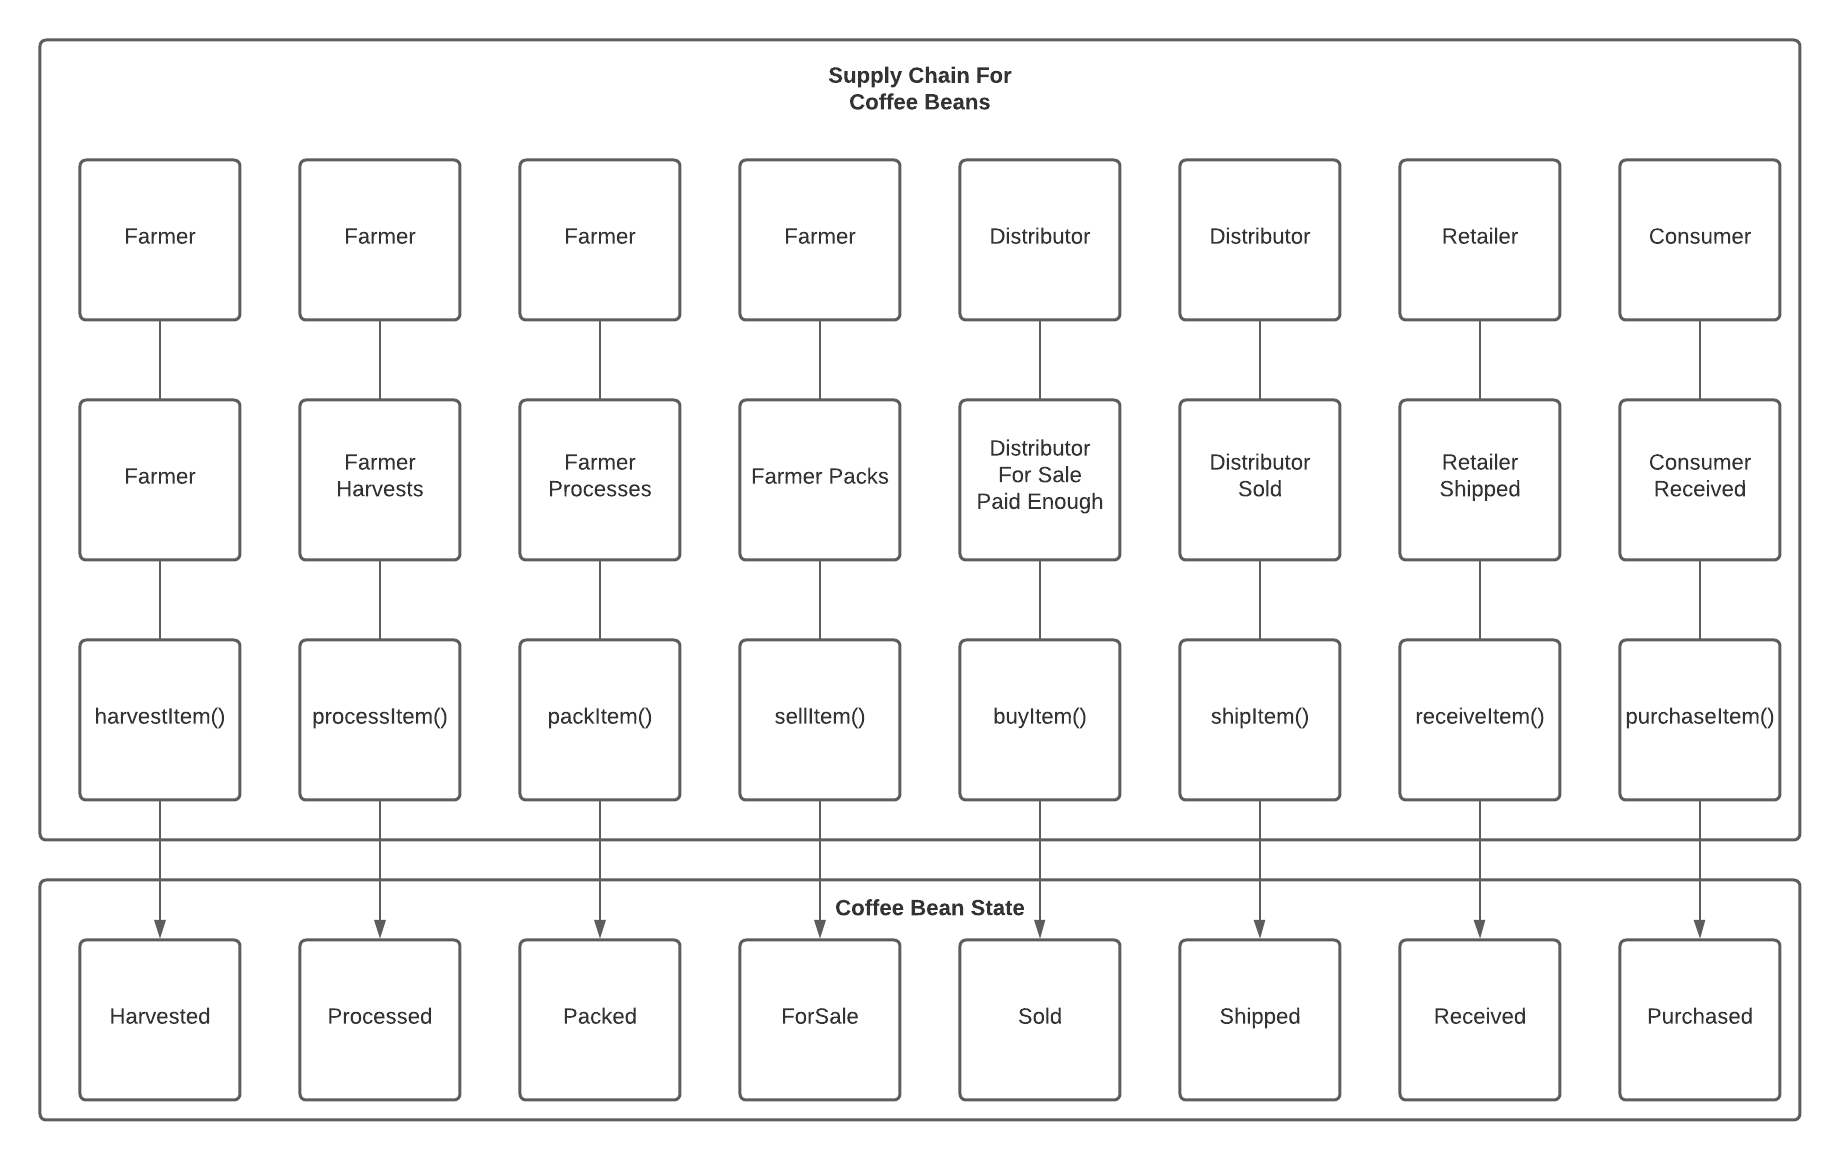 Supply Chain For
Coffee Beans
Farmer
Farmer
Farmer
Farmer
Distributor
Distributor
Retailer
Consumer
Farmer
Farmer
Harvests
Farmer
Processes
Farmer Packs
Distributor
For Sale
Paid Enough
Distributor
Sold
Retailer
Shipped
Consumer
Received
harvestItem()
processItem()
packItem()
sellItem()
buyItem()
shipItem()
receiveItem()
purchaseItem()
Coffee Bean State
Harvested
Processed
Packed
ForSale
Sold
Shipped
Received
Purchased